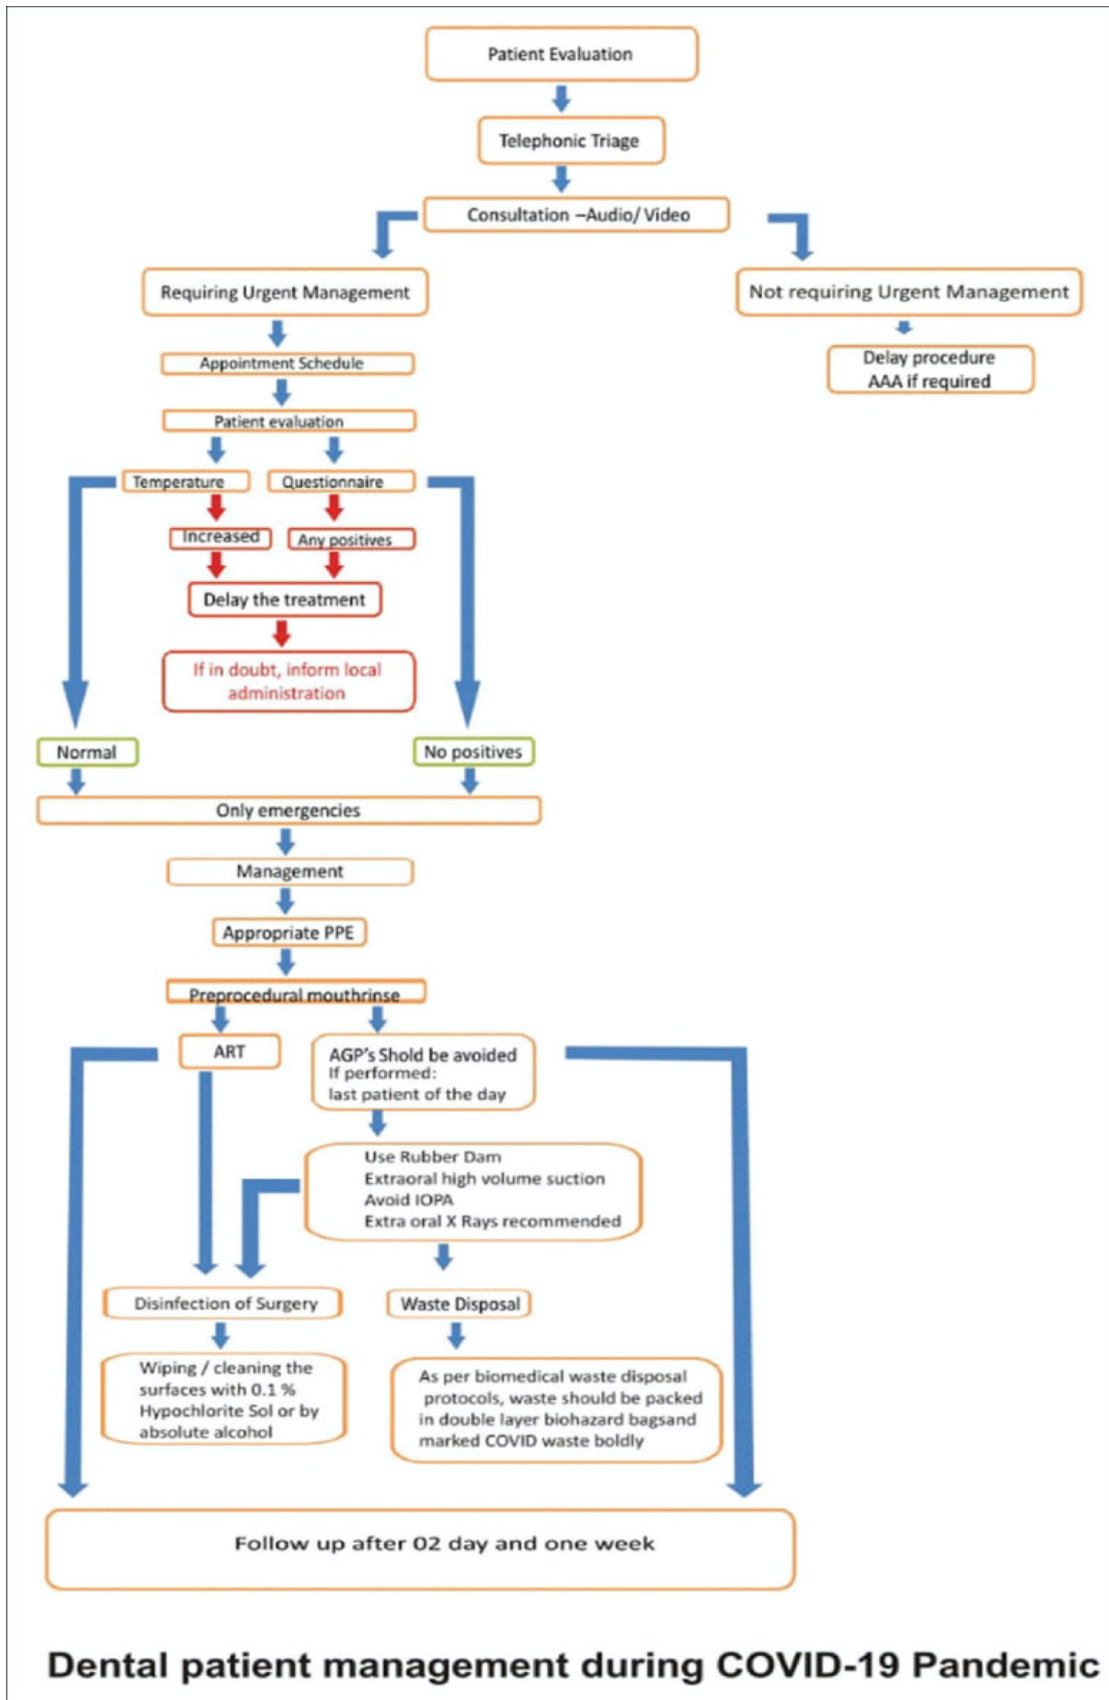 Patient Evaluation
Telephonic Triage
Consultation –Audio/ Video
Requiring Urgent Management
Not requiring Urgent Management
Appointment Schedule
Delay procedure
AAA if required
Patient evaluation
Temperature
Questionnaire
Increased
Any positives
Delay the treatment
If in doubt, inform local
administration
Normal
No positives
Only emergencies
Management
Appropriate PPE
Preprocedural mouthrinse
ART
AGP's Shold be avoided
If performed:
last patient of the day
Use Rubber Dam
Extraoral high volume suction
Avoid IOPA
Extra oral X Rays recommended
Disinfection of Surgery
Waste Disposal
Wiping / cleaning the
surfaces with 0.1 %
Hypochlorite Sol or by
absolute alcohol
As per biomedical waste disposal
protocols, waste should be packed
in double layer biohazard bagsand
marked COVID waste boldly
Follow up after 02 day and one week
Dental patient management during COVID-19 Pandemic